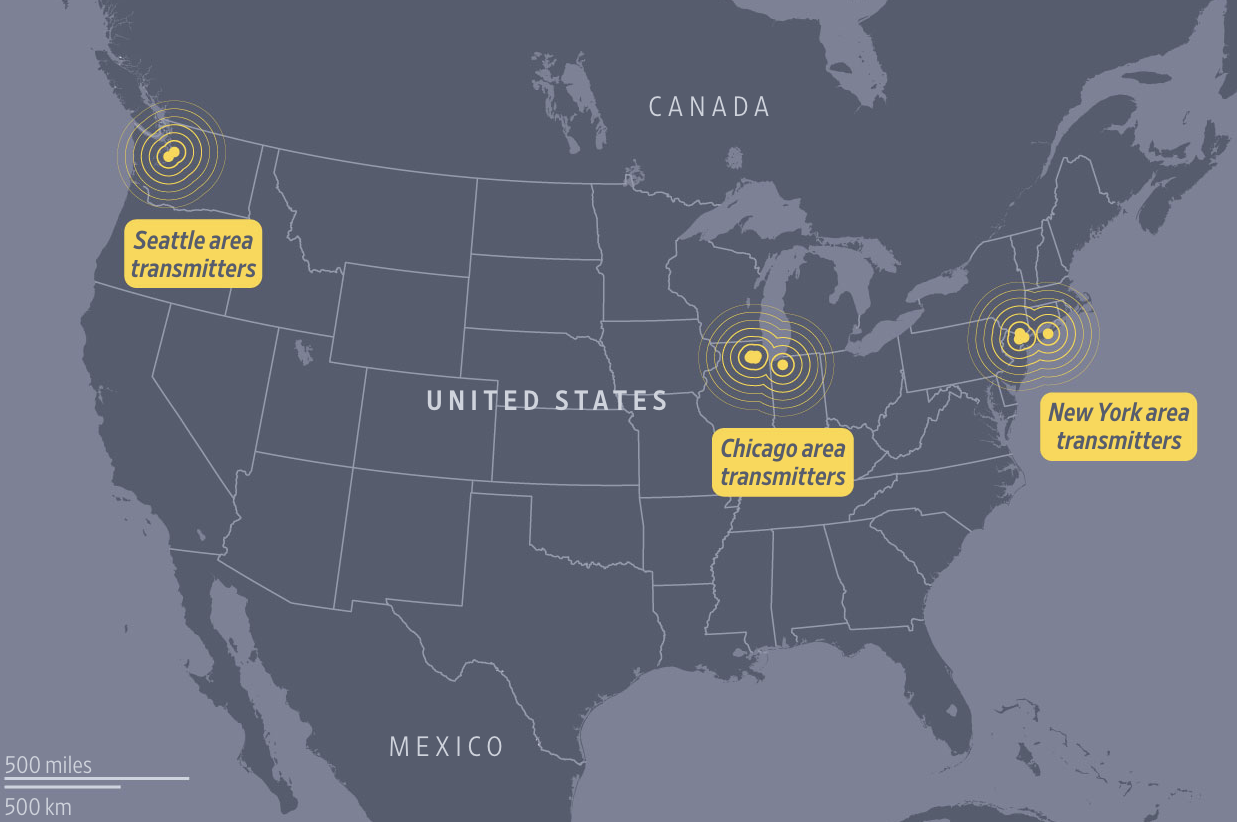 CANADA
Seattle area
transmitters
UNITED STATES
New York area
transmitters
Chicago area
transmitters
MEXICO
500 miles
500 km